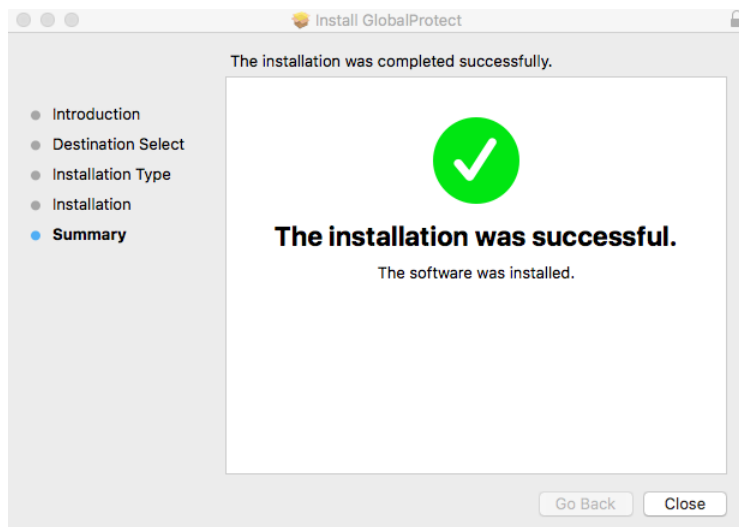 Install GlobalProtect
The installation was completed successfully.
Introduction
Destination Select
Installation Type
Installation
Summary
The installation was successful.
The software was installed.
Go Back
Close